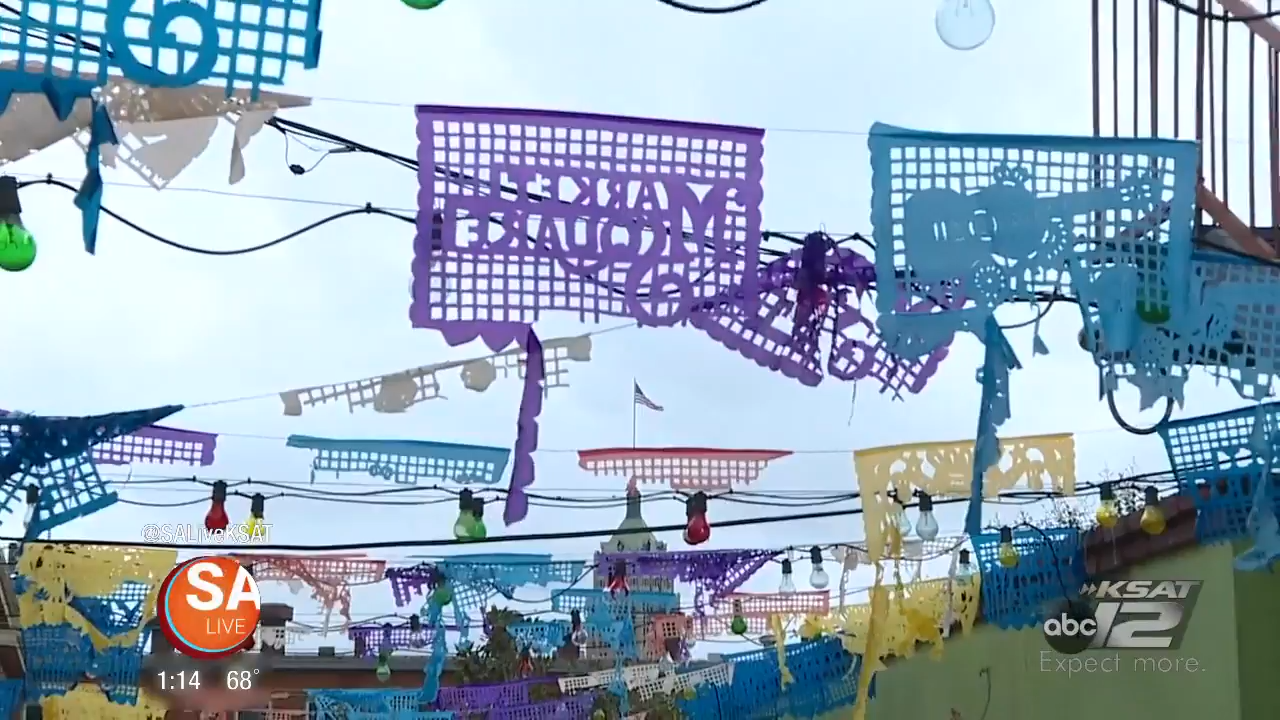 MARKET
SQUARE
@SALiveKSAT
SA
LIVE
1:14 68°
KSAT
abc 12
Expect more.